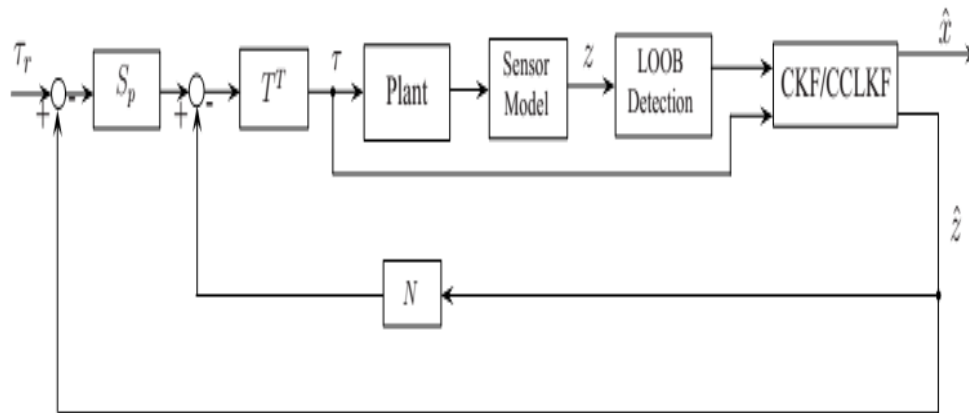 τ_r
+
-
S_p
+
-
T^T
τ
Plant
Sensor
Model
z
LOOB
Detection
CKF/CCLKF
x̂
ẑ
N